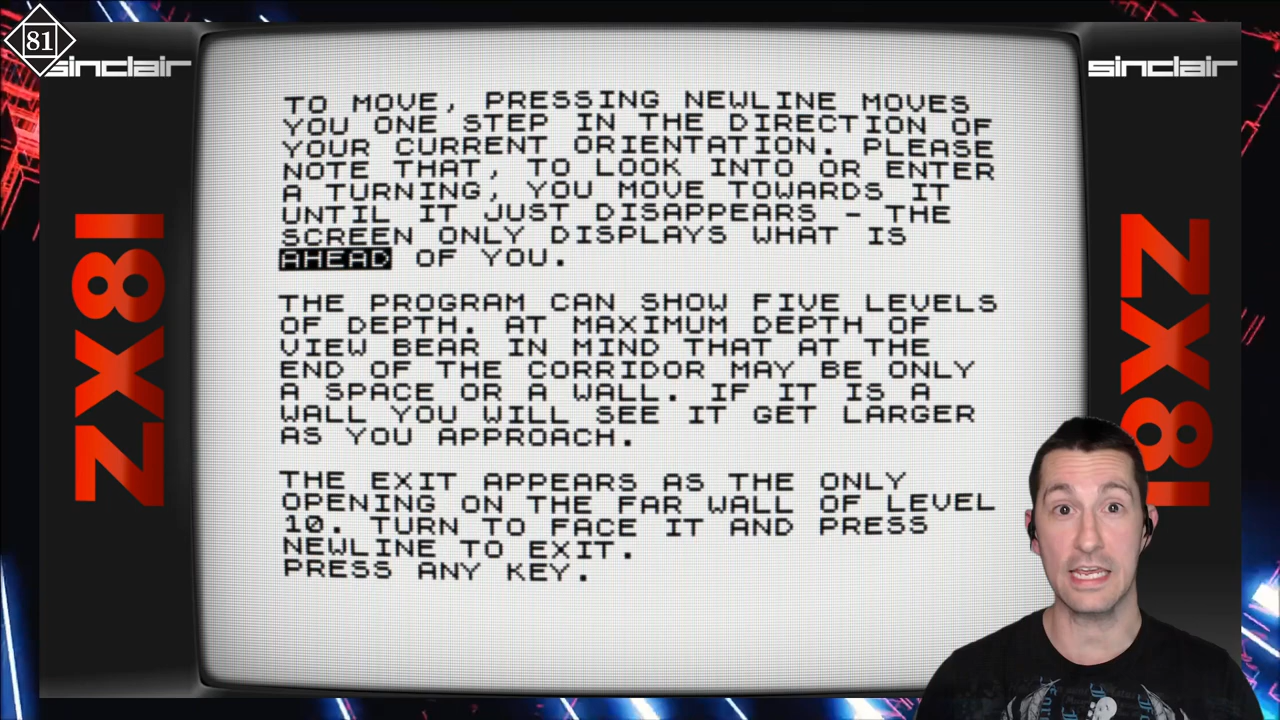 81
sinclair
sinclair
ZX81
ZX81
TO MOVE, PRESSING NEWLINE MOVES
YOU ONE STEP IN THE DIRECTION OF
YOUR CURRENT ORIENTATION. PLEASE
NOTE THAT, TO LOOK INTO OR ENTER
A TURNING, YOU MOVE TOWARDS IT
UNTIL IT JUST DISAPPEARS - THE
SCREEN ONLY DISPLAYS WHAT IS
AHEAD OF YOU.
THE PROGRAM CAN SHOW FIVE LEVELS
OF DEPTH. AT MAXIMUM DEPTH OF
VIEW BEAR IN MIND THAT AT THE
END OF THE CORRIDOR MAY BE ONLY
A SPACE OR A WALL. IF IT IS A
WALL YOU WILL SEE IT GET LARGER
AS YOU APPROACH.
THE EXIT APPEARS AS THE ONLY
OPENING ON THE FAR WALL OF LEVEL
10. TURN TO FACE IT AND PRESS
NEWLINE TO EXIT.
PRESS ANY KEY.